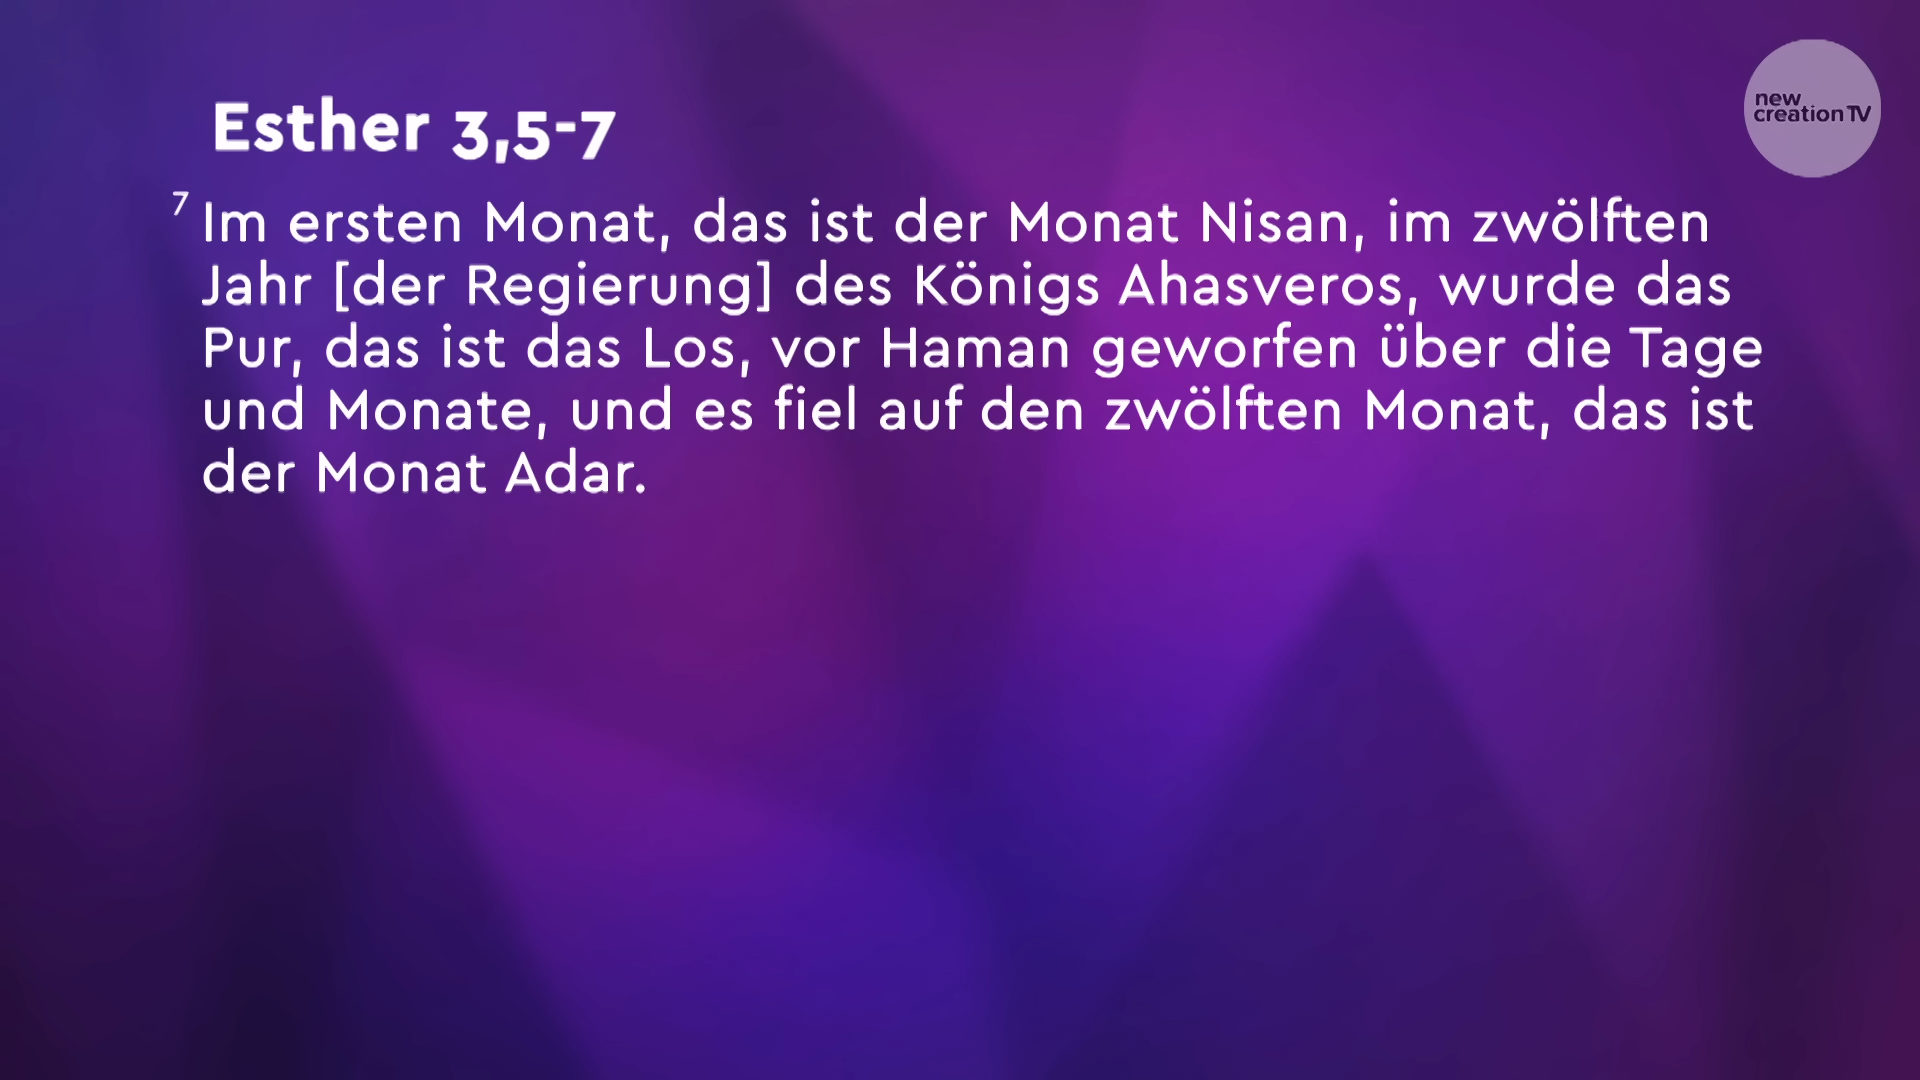 new
creationTV
Esther 3,5-7
7 Im ersten Monat, das ist der Monat Nisan, im zwölften
Jahr [der Regierung] des Königs Ahasveros, wurde das
Pur, das ist das Los, vor Haman geworfen über die Tage
und Monate, und es fiel auf den zwölften Monat, das ist
der Monat Adar.